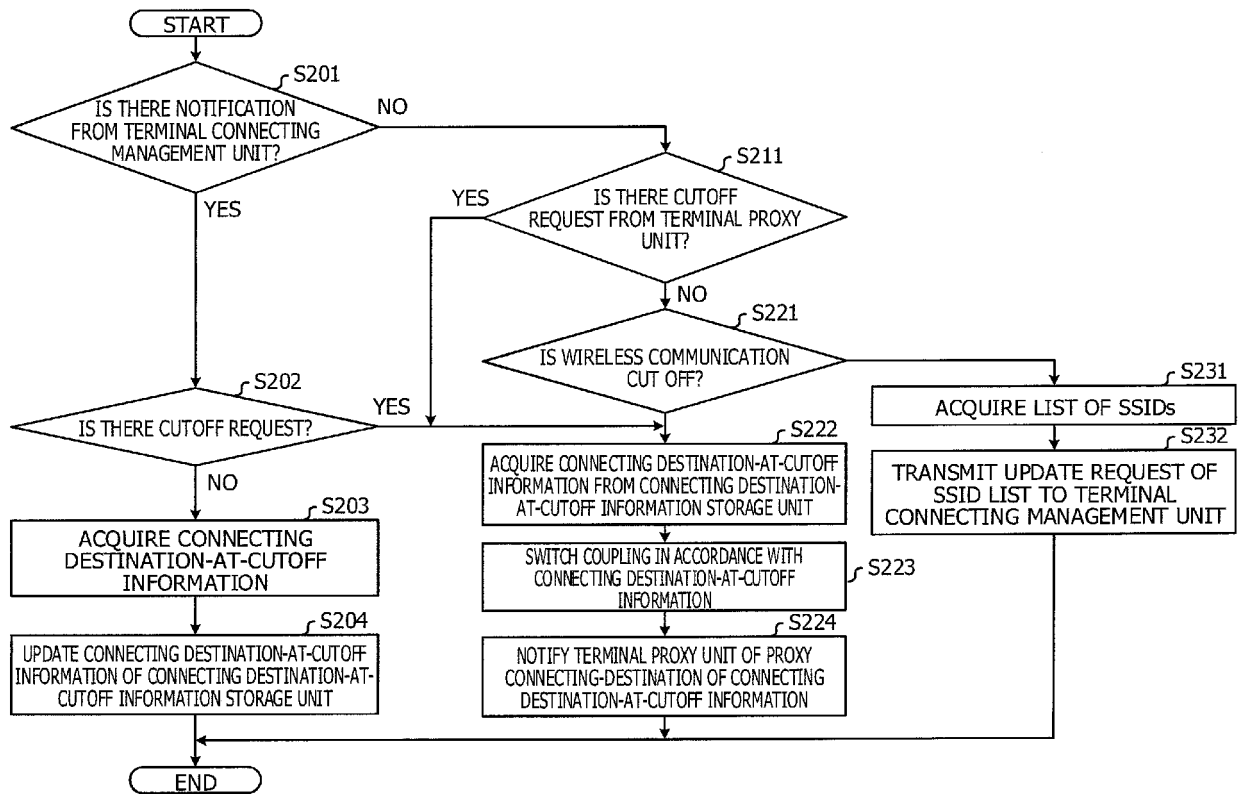 START
S201
IS THERE NOTIFICATION
FROM TERMINAL CONNECTING
MANAGEMENT UNIT?
NO
YES
S211
IS THERE CUTOFF
REQUEST FROM TERMINAL PROXY
UNIT?
YES
NO
S221
IS WIRELESS COMMUNICATION
CUT OFF?
S202
IS THERE CUTOFF REQUEST?
YES
NO
S231
ACQUIRE LIST OF SSIDs
S232
TRANSMIT UPDATE REQUEST OF
SSID LIST TO TERMINAL
CONNECTING MANAGEMENT UNIT
S222
ACQUIRE CONNECTING DESTINATION-AT-CUTOFF
INFORMATION FROM CONNECTING DESTINATION-
AT-CUTOFF INFORMATION STORAGE UNIT
S203
ACQUIRE CONNECTING
DESTINATION-AT-CUTOFF
INFORMATION
SWITCH COUPLING IN ACCORDANCE WITH
CONNECTING DESTINATION-AT-CUTOFF
INFORMATION
S223
S204
UPDATE CONNECTING DESTINATION-AT-CUTOFF
INFORMATION OF CONNECTING DESTINATION-AT-
CUTOFF INFORMATION STORAGE UNIT
S224
NOTIFY TERMINAL PROXY UNIT OF PROXY
CONNECTING-DESTINATION OF CONNECTING
DESTINATION-AT-CUTOFF INFORMATION
END